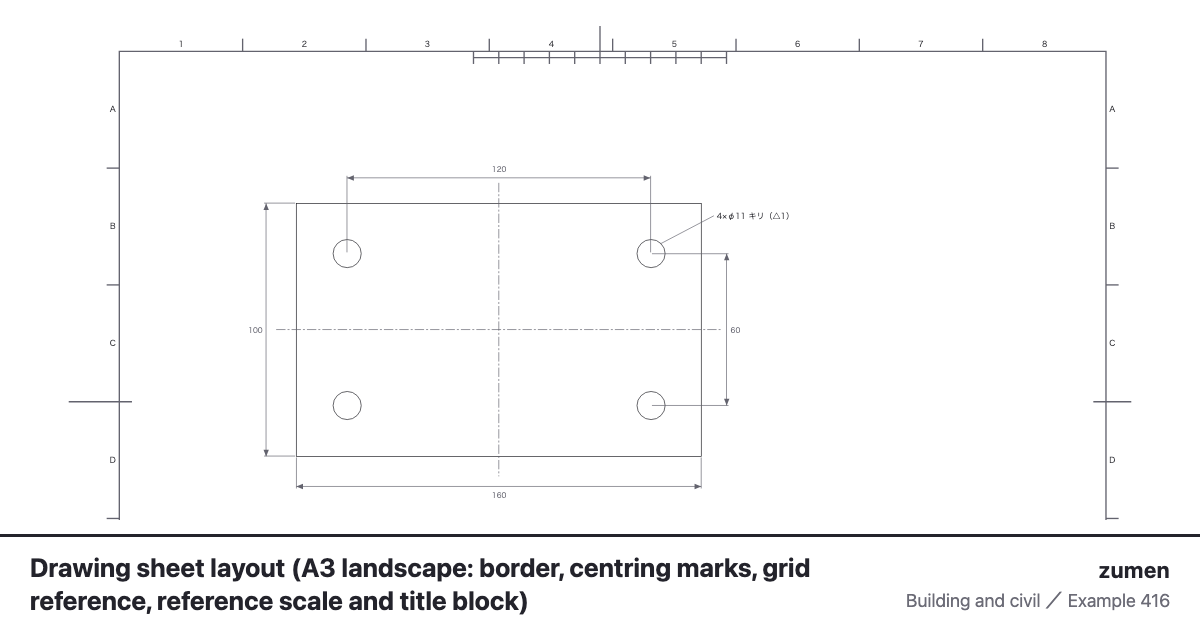 1 2 3 4 5 6 7 8
A A
120
4×φ11 キリ（△1）
B B
100 60
C C
D D
160
Drawing sheet layout (A3 landscape: border, centring marks, grid
reference, reference scale and title block)
zumen
Building and civil ／ Example 416